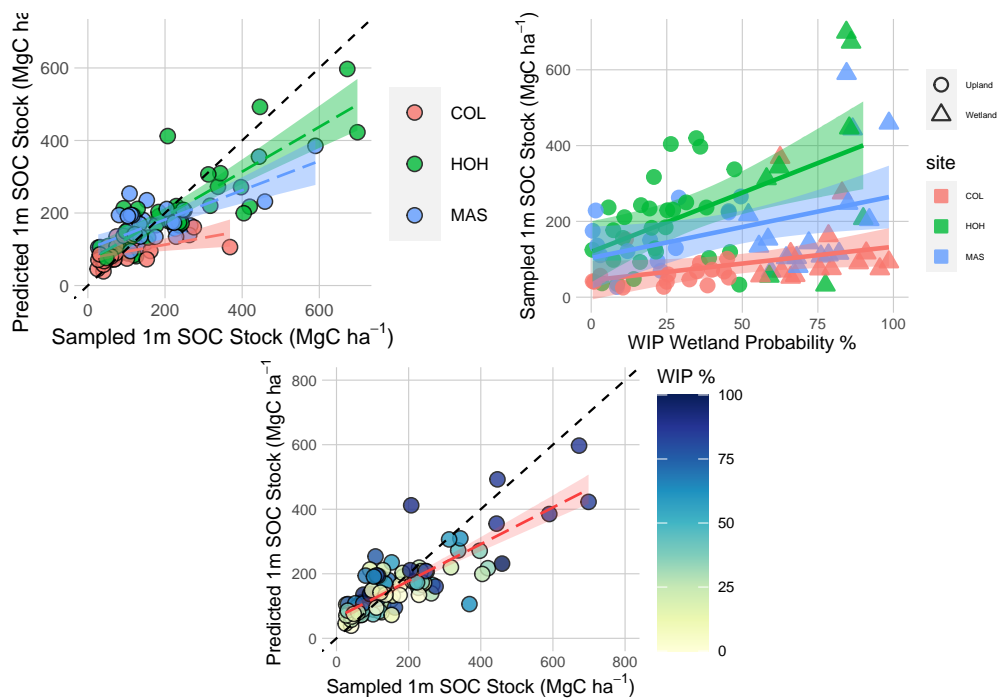 Predicted 1m SOC Stock (MgC ha
600
400
200
0
0
200
400
600
Sampled 1m SOC Stock (MgC ha⁻¹)
COL
HOH
MAS
Sampled 1m SOC Stock (MgC ha⁻¹)
600
400
200
0
0
25
50
75
100
WIP Wetland Probability %
Upland
Wetland
site
COL
HOH
MAS
Predicted 1m SOC Stock (MgC ha⁻¹)
800
600
400
200
0
0
200
400
600
800
Sampled 1m SOC Stock (MgC ha⁻¹)
WIP %
100
75
50
25
0